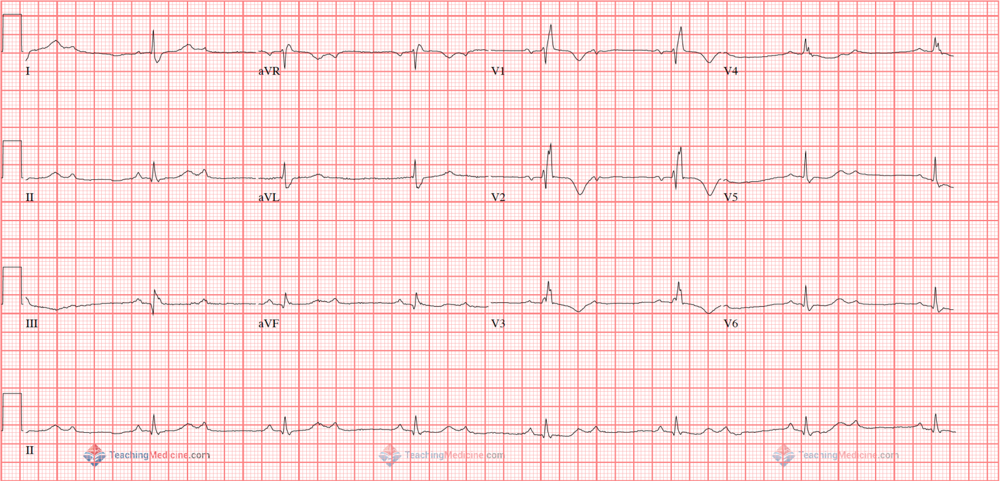 I aVR V1 V4
II aVL V2 V5
III aVF V3 V6
II
TeachingMedicine.com TeachingMedicine.com TeachingMedicine.com